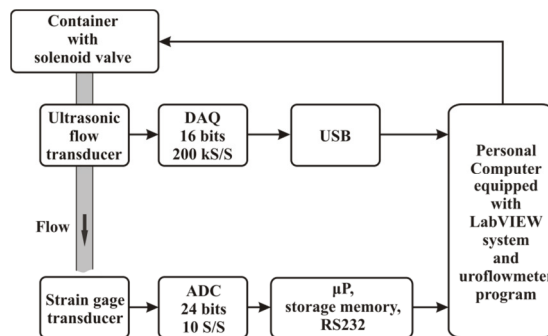 Container
with
solenoid valve
Ultrasonic
flow
transducer
DAQ
16 bits
200 kS/S
USB
Personal
Computer
equipped
with
LabVIEW
system
and
uroflowmeter
program
Flow
Strain gage
transducer
ADC
24 bits
10 S/S
µP,
storage memory,
RS232